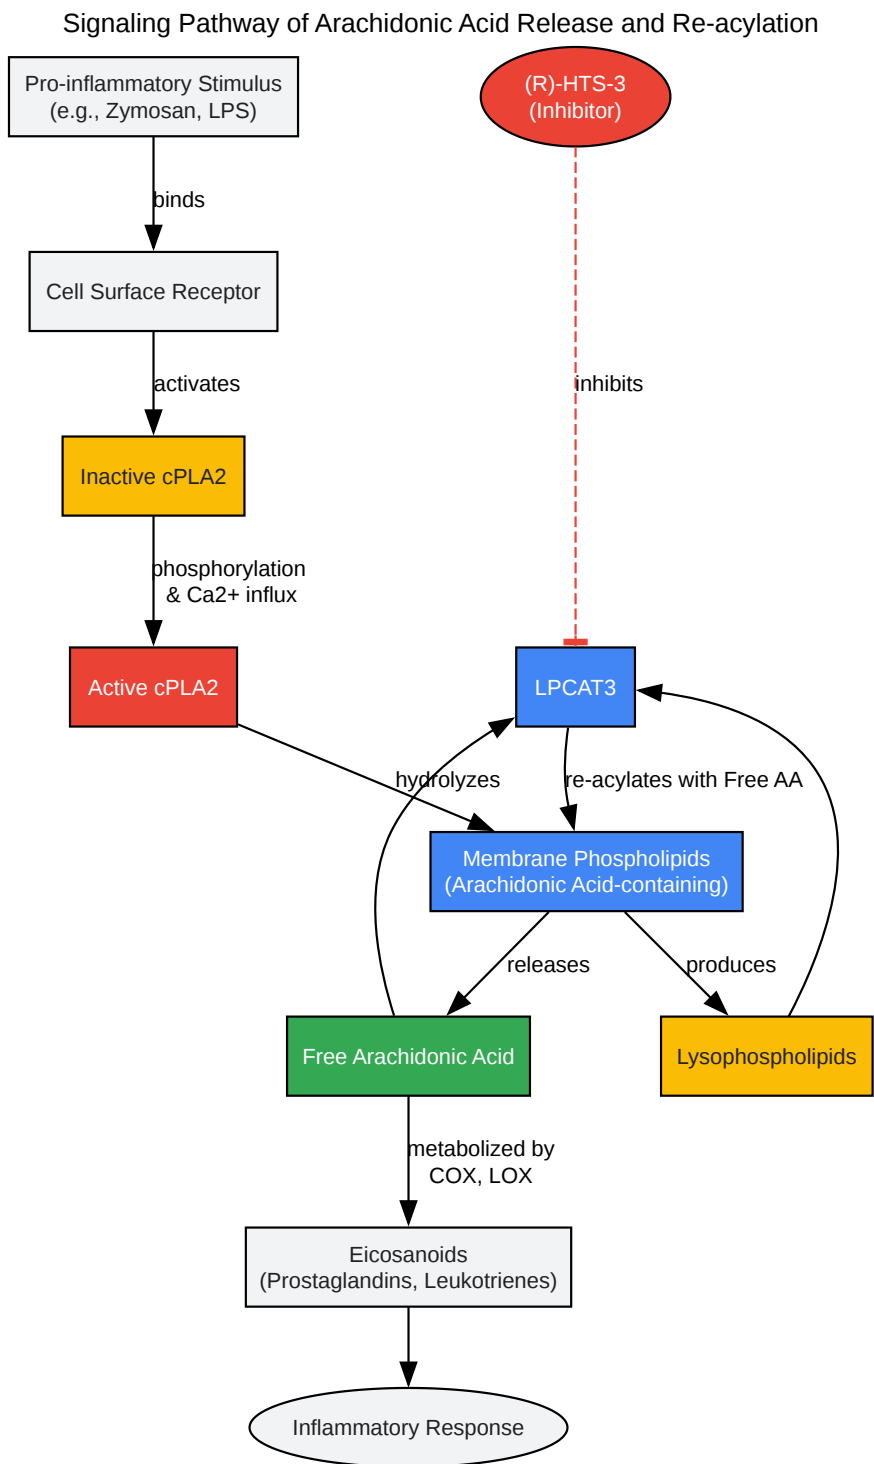 Signaling Pathway of Arachidonic Acid Release and Re-acylation
Pro-inflammatory Stimulus
(e.g., Zymosan, LPS)
(R)-HTS-3
(Inhibitor)
binds
Cell Surface Receptor
activates
inhibits
Inactive cPLA2
phosphorylation
& Ca2+ influx
Active cPLA2
LPCAT3
hydrolyzes
re-acylates with Free AA
Membrane Phospholipids
(Arachidonic Acid-containing)
releases
produces
Free Arachidonic Acid
Lysophospholipids
metabolized by
COX, LOX
Eicosanoids
(Prostaglandins, Leukotrienes)
Inflammatory Response